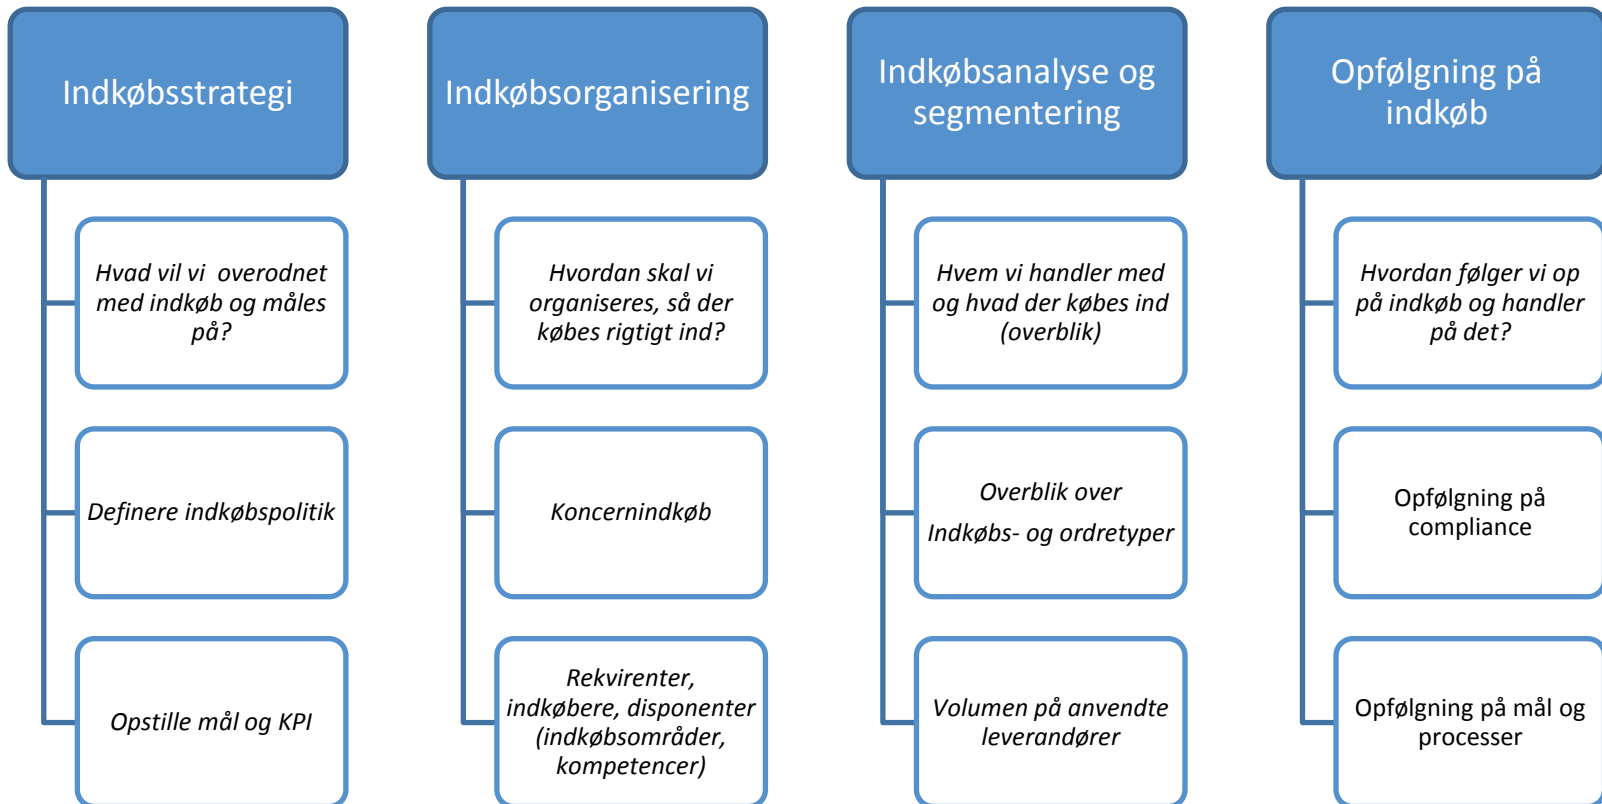 Indkøbsstrategi
Hvad vil vi  overodnet
med indkøb og måles
på?
Definere indkøbspolitik
Opstille mål og KPI
Indkøbsorganisering
Hvordan skal vi
organiseres, så der
købes rigtigt ind?
Koncernindkøb
Rekvirenter,
indkøbere, disponenter
(indkøbsområder,
kompetencer)
Indkøbsanalyse og
segmentering
Hvem vi handler med
og hvad der købes ind
(overblik)
Overblik over
Indkøbs- og ordretyper
Volumen på anvendte
leverandører
Opfølgning på
indkøb
Hvordan følger vi op
på indkøb og handler
på det?
Opfølgning på
compliance
Opfølgning på mål og
processer